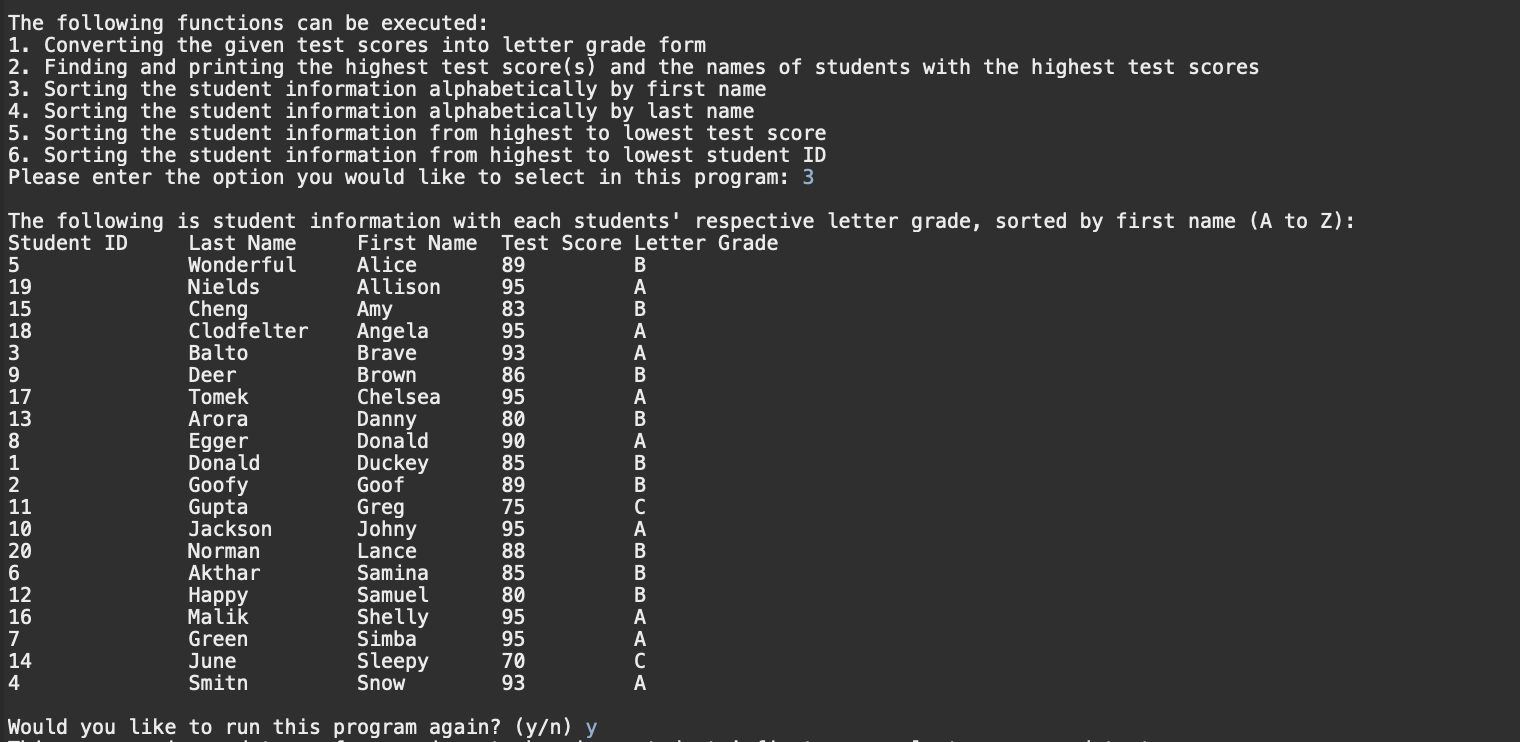 The following functions can be executed:
1. Converting the given test scores into letter grade form
2. Finding and printing the highest test score(s) and the names of students with the highest test scores
3. Sorting the student information alphabetically by first name
4. Sorting the student information alphabetically by last name
5. Sorting the student information from highest to lowest test score
6. Sorting the student information from highest to lowest student ID
Please enter the option you would like to select in this program: 3
The following is student information with each students' respective letter grade, sorted by first name (A to Z):
Student ID Last Name First Name Test Score Letter Grade
5 Wonderful Alice 89 B
19 Nields Allison 95 A
15 Cheng Amy 83 B
18 Clodfelter Angela 95 A
3 Balto Brave 93 A
9 Deer Brown 86 B
17 Tomek Chelsea 95 A
13 Arora Danny 80 B
8 Egger Donald 90 A
1 Donald Duckey 85 B
2 Goofy Goof 89 B
11 Gupta Greg 75 C
10 Jackson Johny 95 A
20 Norman Lance 88 B
6 Akthar Samina 85 B
12 Happy Samuel 80 B
16 Malik Shelly 95 A
7 Green Simba 95 A
14 June Sleepy 70 C
4 Smitn Snow 93 A
Would you like to run this program again? (y/n) y